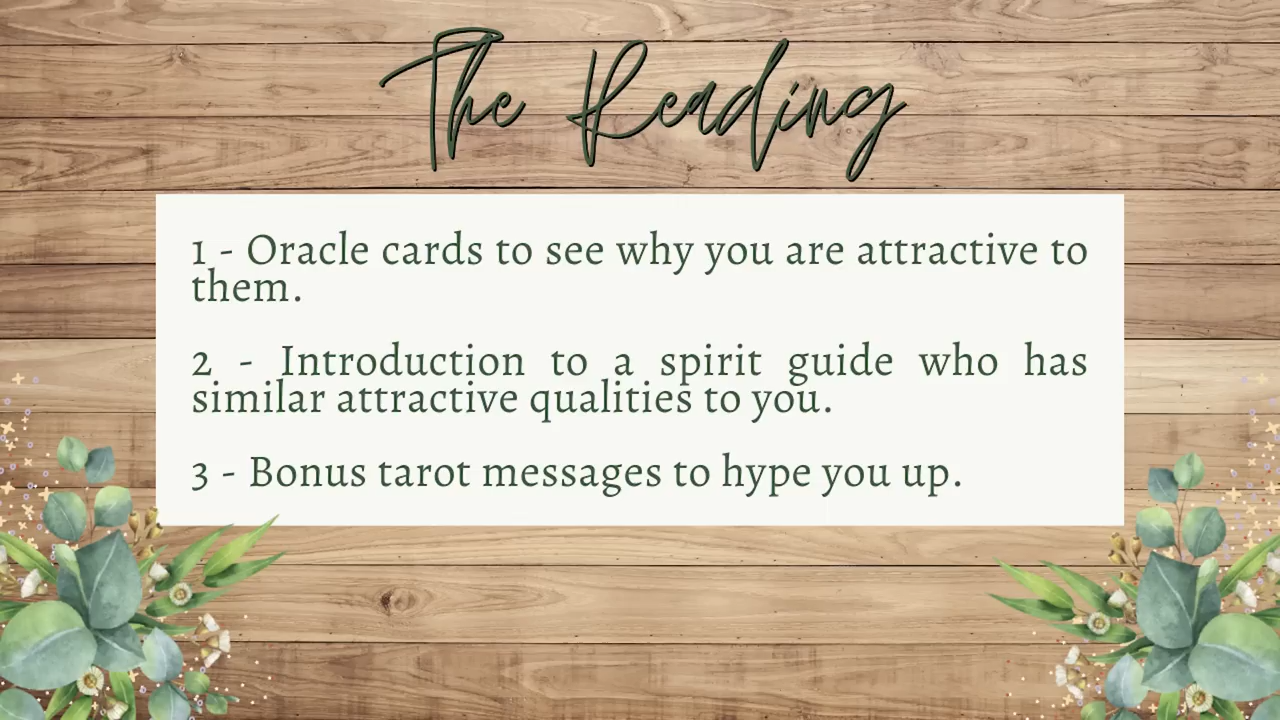 The Reading
1 - Oracle cards to see why you are attractive to
them.
2 - Introduction to a spirit guide who has
similar attractive qualities to you.
3 - Bonus tarot messages to hype you up.